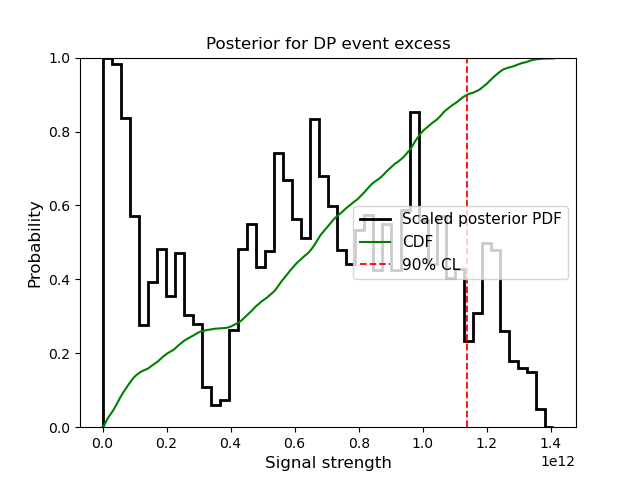 Posterior for DP event excess
Probability
1.0
0.8
0.6
0.4
0.2
0.0
Scaled posterior PDF
CDF
90% CL
0.0 0.2 0.4 0.6 0.8 1.0 1.2 1.4
1e12
Signal strength